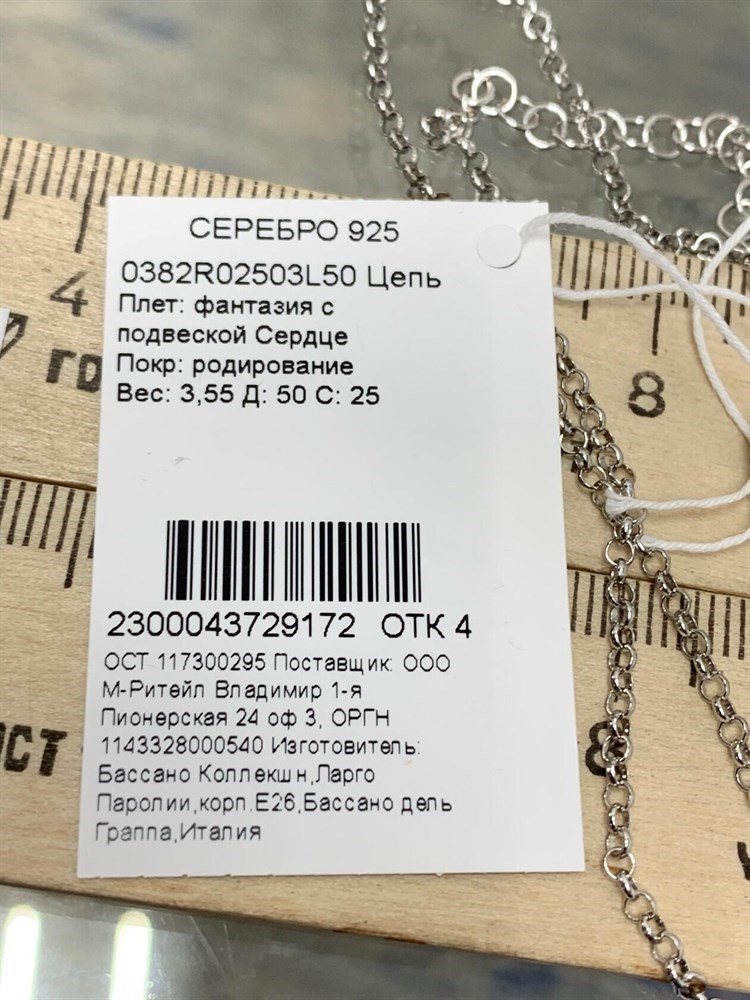 СЕРЕБРО 925
0382R02503L50 Цепь
Плет: фантазия с
подвеской Сердце
Покр: родирование
Вес: 3,55 Д: 50 С: 25
2300043729172 ОТК 4
ОСТ 117300295 Поставщик: ООО
М-Ритейл Владимир 1-я
Пионерская 24 оф 3, ОРГН
1143328000540 Изготовитель:
Бассано Коллекшн,Ларго
Паролии,корп.Е26,Бассано дель
Граппа,Италия
4
8
8